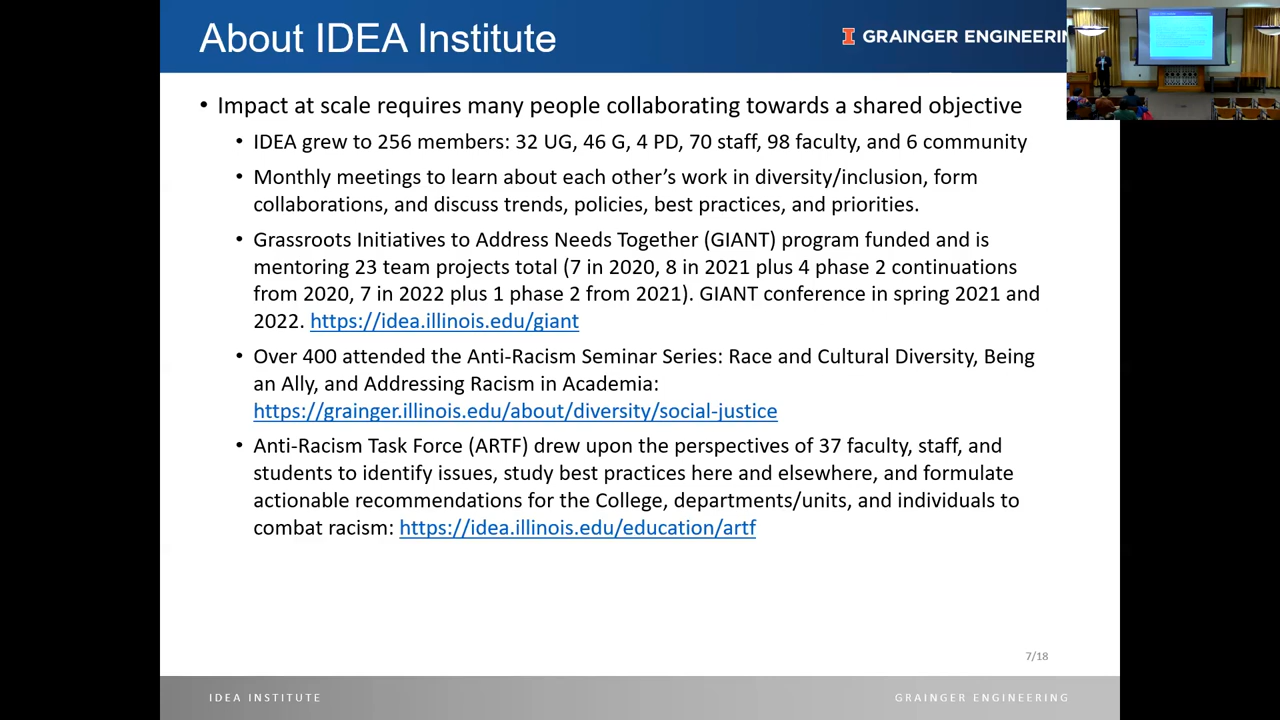 About IDEA Institute
GRAINGER ENGINEERIN
• Impact at scale requires many people collaborating towards a shared objective
• IDEA grew to 256 members: 32 UG, 46 G, 4 PD, 70 staff, 98 faculty, and 6 community
• Monthly meetings to learn about each other’s work in diversity/inclusion, form
collaborations, and discuss trends, policies, best practices, and priorities.
• Grassroots Initiatives to Address Needs Together (GIANT) program funded and is
mentoring 23 team projects total (7 in 2020, 8 in 2021 plus 4 phase 2 continuations
from 2020, 7 in 2022 plus 1 phase 2 from 2021). GIANT conference in spring 2021 and
2022. https://idea.illinois.edu/giant
• Over 400 attended the Anti-Racism Seminar Series: Race and Cultural Diversity, Being
an Ally, and Addressing Racism in Academia:
https://grainger.illinois.edu/about/diversity/social-justice
• Anti-Racism Task Force (ARTF) drew upon the perspectives of 37 faculty, staff, and
students to identify issues, study best practices here and elsewhere, and formulate
actionable recommendations for the College, departments/units, and individuals to
combat racism: https://idea.illinois.edu/education/artf
7/18
IDEA INSTITUTE
GRAINGER ENGINEERING